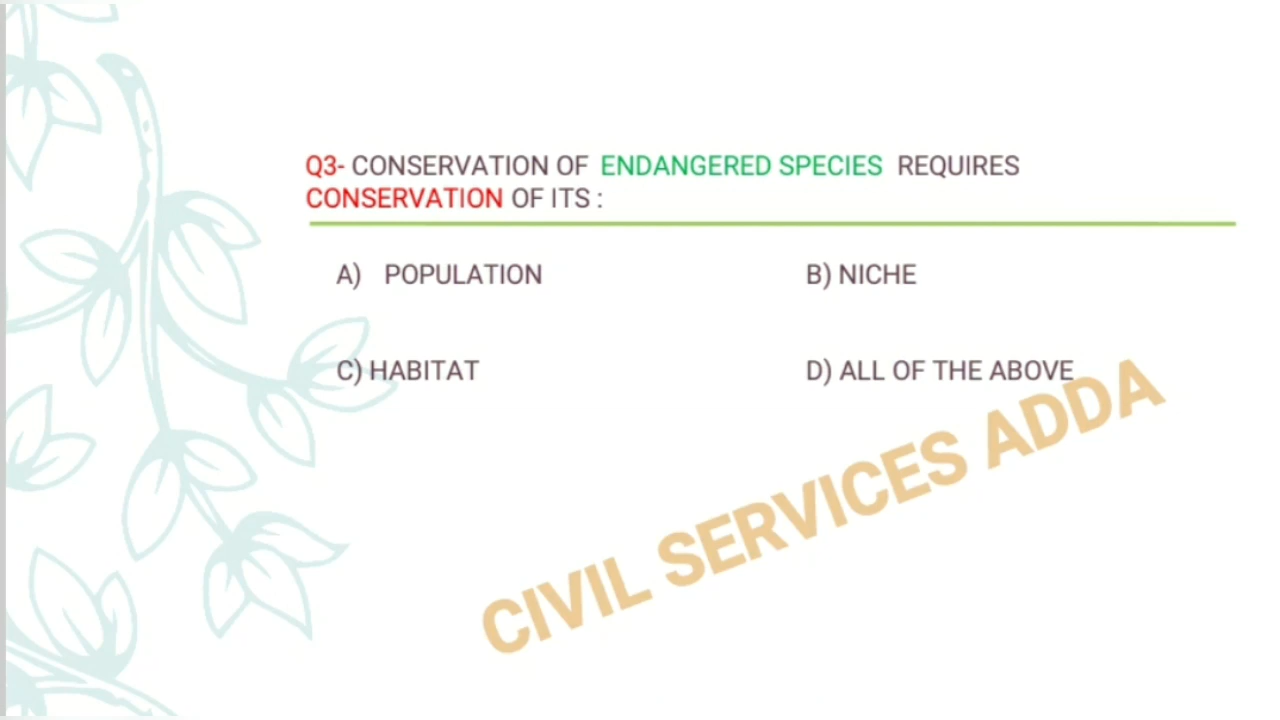 Q3- CONSERVATION OF ENDANGERED SPECIES REQUIRES
CONSERVATION OF ITS :
A) POPULATION
B) NICHE
C) HABITAT
D) ALL OF THE ABOVE
CIVIL SERVICES ADDA